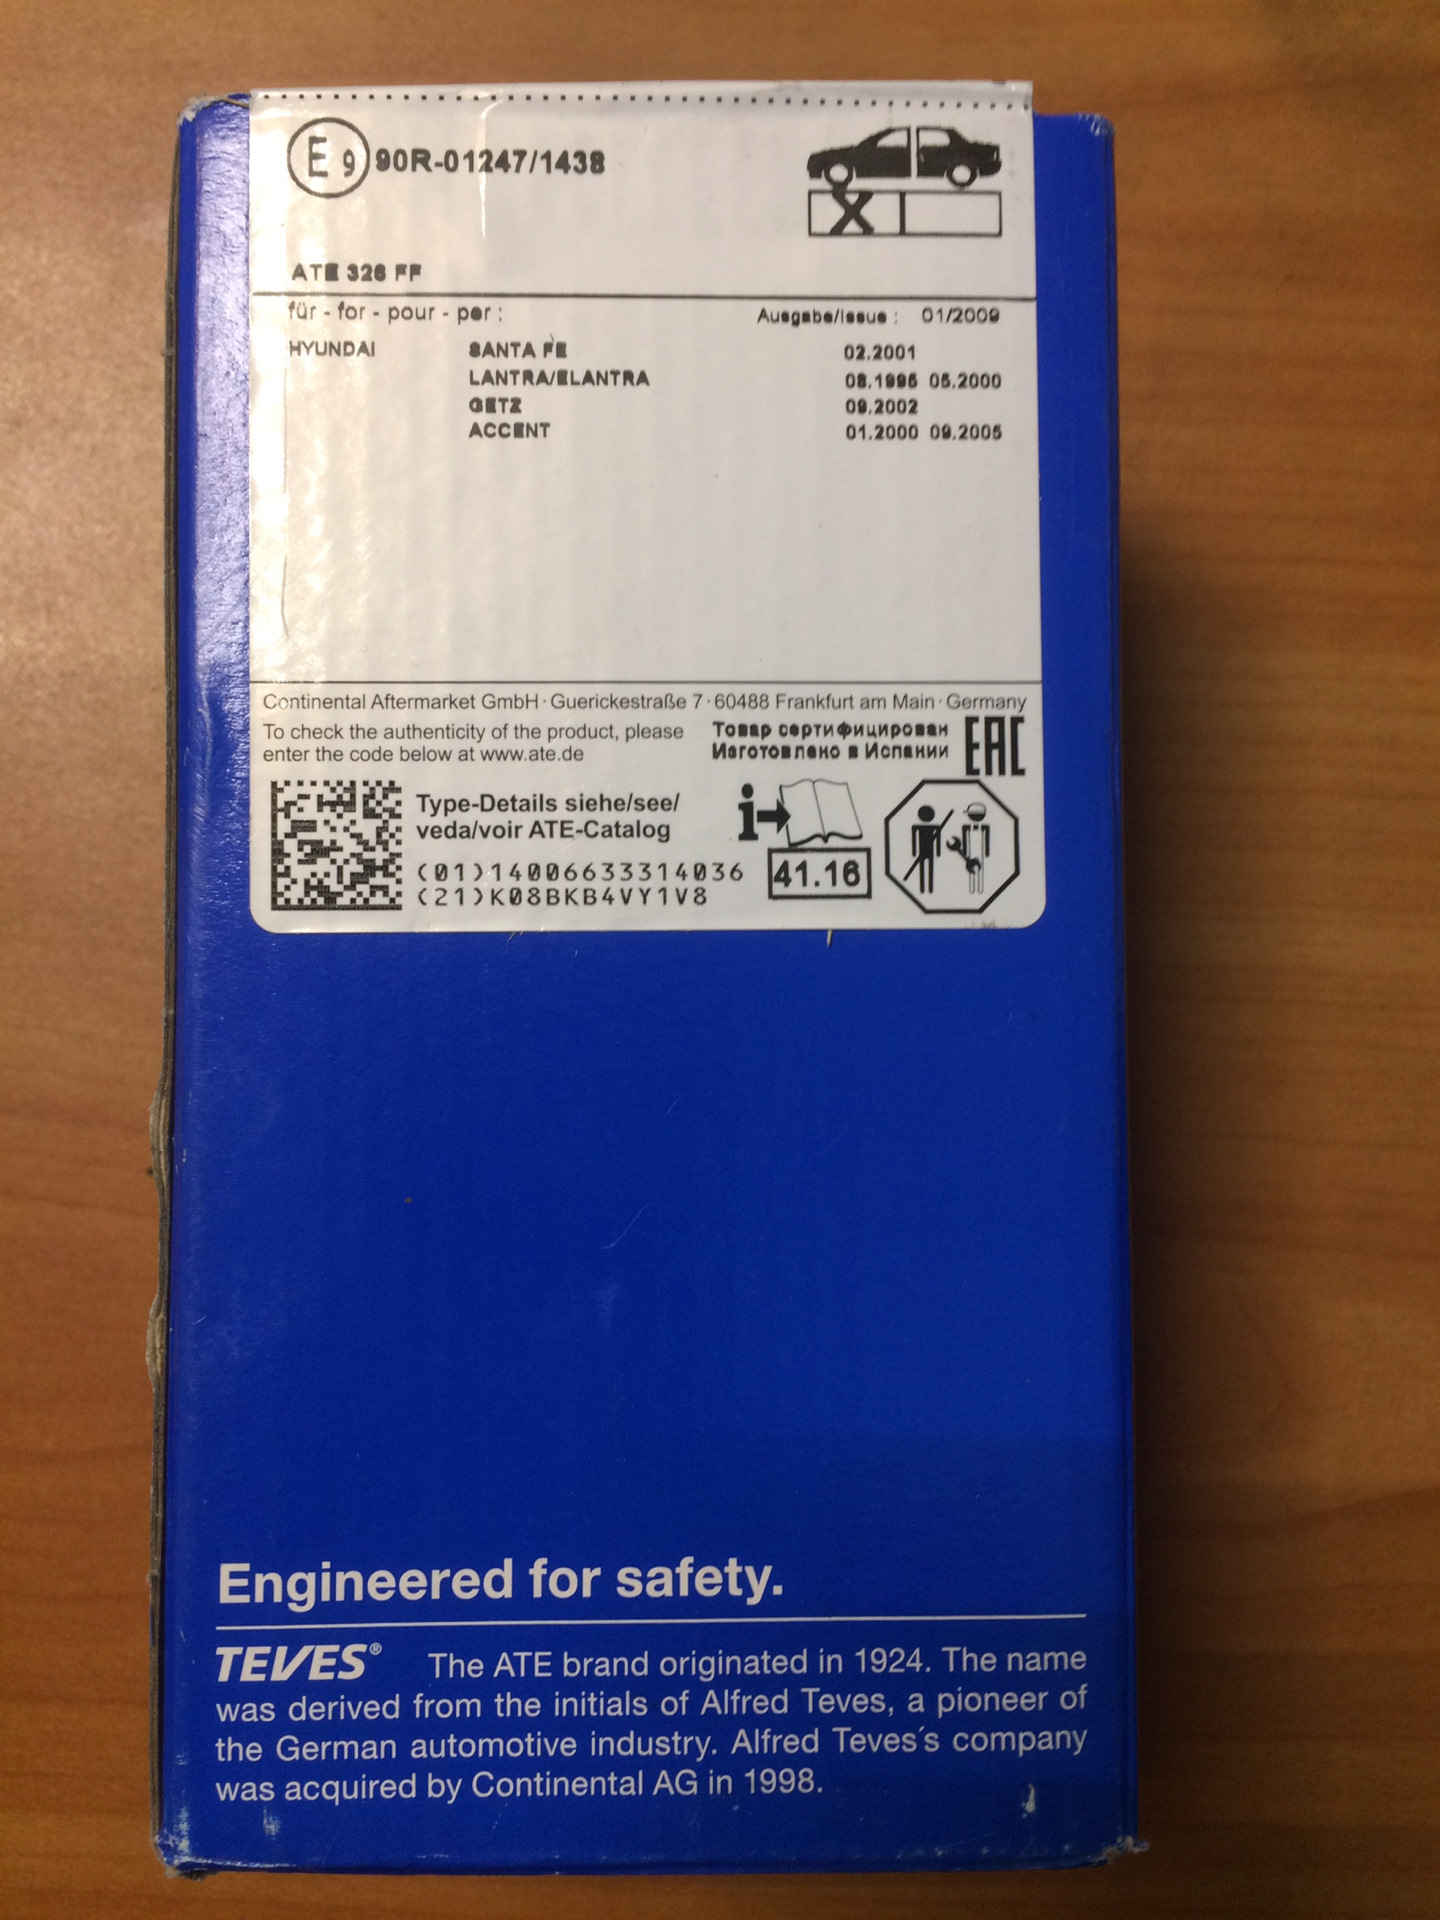 E 9 90R-01247/1438
X
ATE 326 FF
für - for - pour - per :
Ausgabe/Issue : 01/2009
HYUNDAI SANTA FE 02.2001
LANTRA/ELANTRA 08.1995 05.2000
GETZ 09.2002
ACCENT 01.2000 09.2005
Continental Aftermarket GmbH · Guerickestraße 7 · 60488 Frankfurt am Main · Germany
To check the authenticity of the product, please
enter the code below at www.ate.de
Товар сертифицирован
Изготовлено в Испании
EAC
Type-Details siehe/see/
veda/voir ATE-Catalog
(01)14006633314036
(21)K08BKB4VY1V8
i
41.16
Engineered for safety.
TEVES® The ATE brand originated in 1924. The name
was derived from the initials of Alfred Teves, a pioneer of
the German automotive industry. Alfred Teves´s company
was acquired by Continental AG in 1998.